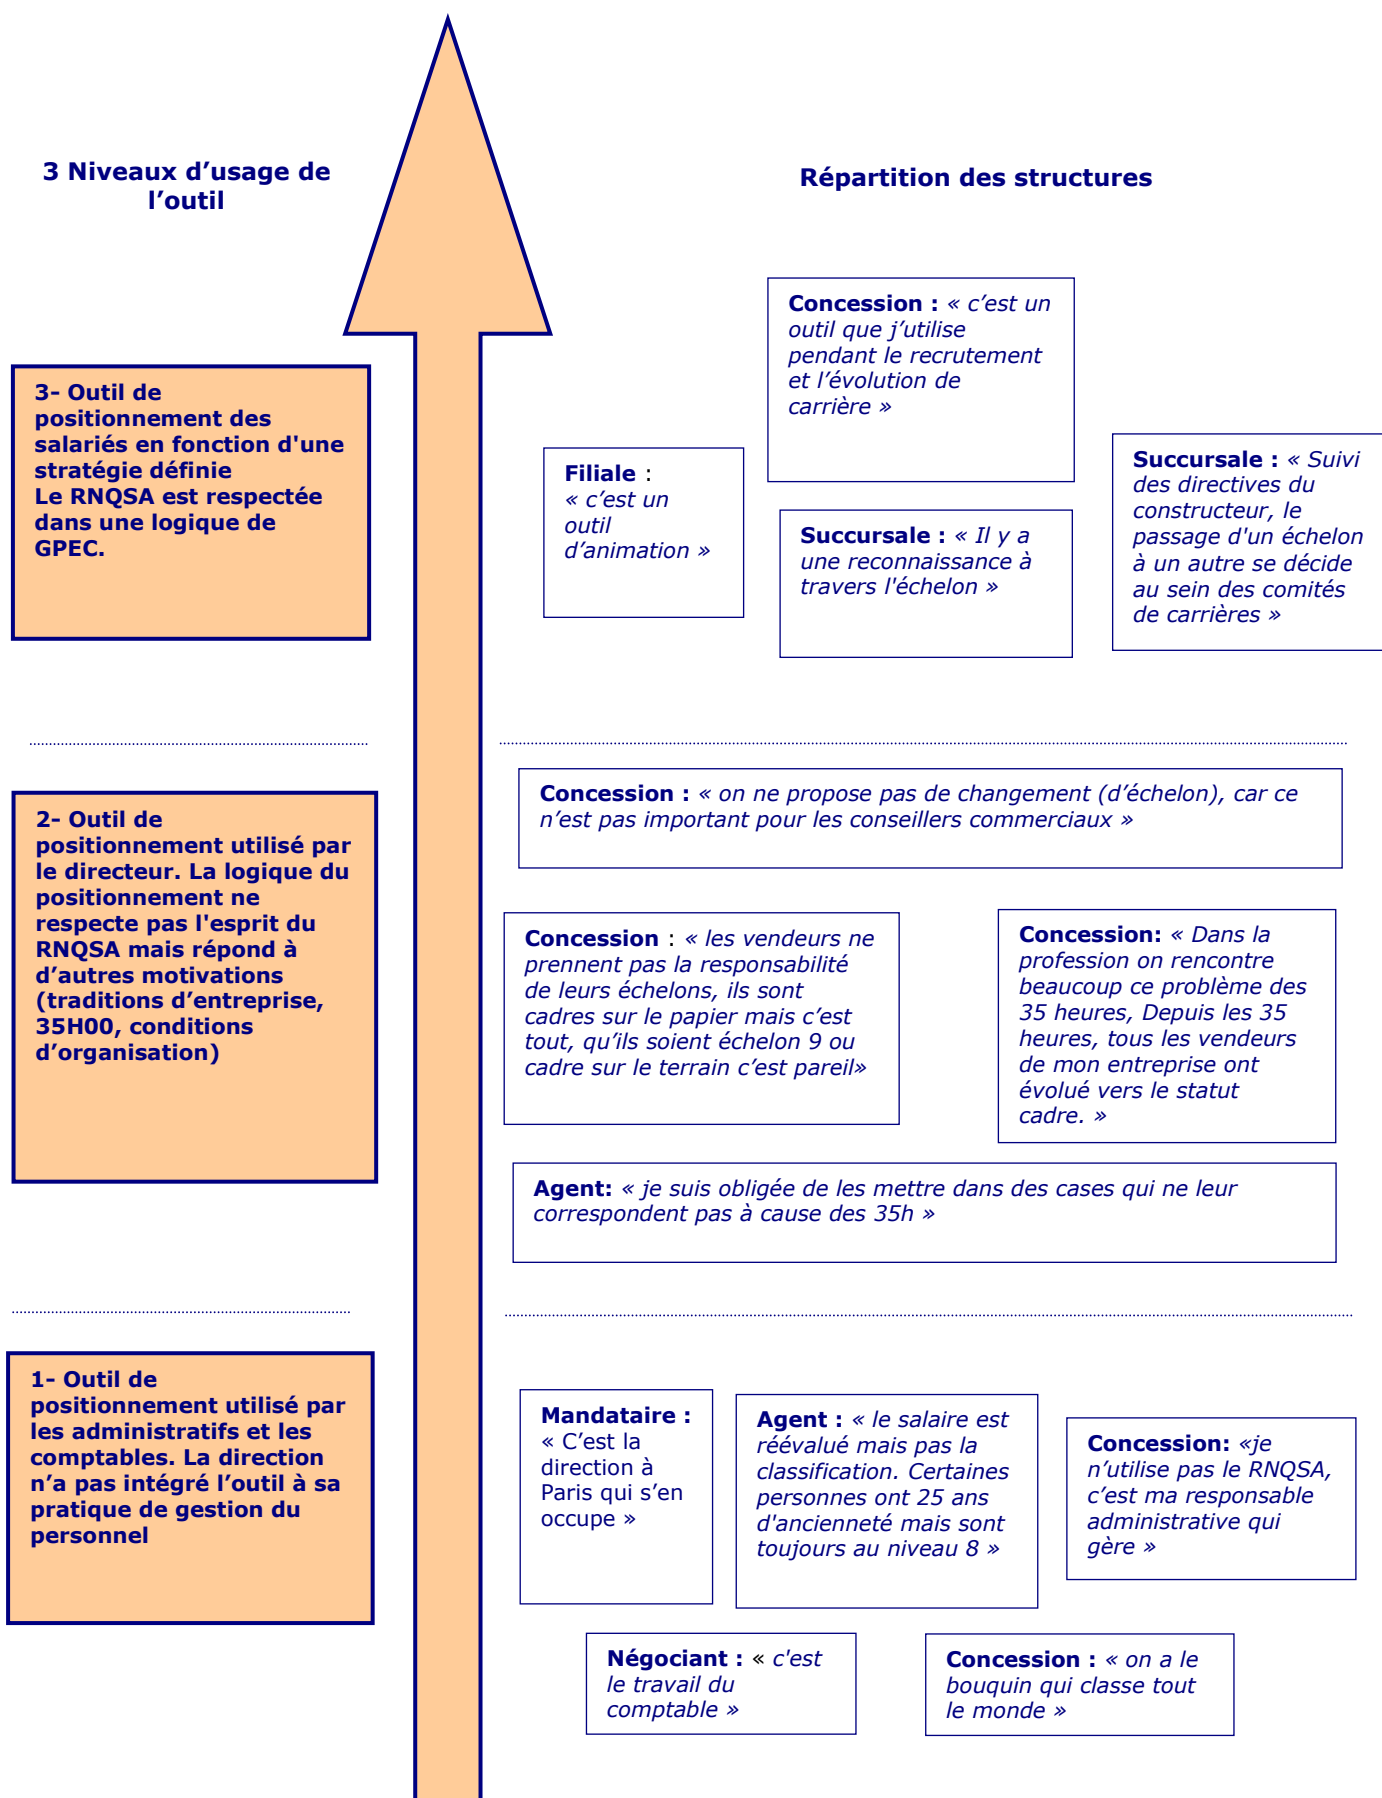 3 Niveaux d’usage de
l’outil
Répartition des structures
3- Outil de
positionnement des
salariés en fonction d'une
stratégie définie
Le RNQSA est respectée
dans une logique de
GPEC.
Concession : « c’est un
outil que j’utilise
pendant le recrutement
et l’évolution de
carrière »
Filiale :
« c’est un
outil
d’animation »
Succursale : « Il y a
une reconnaissance à
travers l'échelon »
Succursale : « Suivi
des directives du
constructeur, le
passage d'un échelon
à un autre se décide
au sein des comités
de carrières »
2- Outil de
positionnement utilisé par
le directeur. La logique du
positionnement ne
respecte pas l'esprit du
RNQSA mais répond à
d’autres motivations
(traditions d’entreprise,
35H00, conditions
d’organisation)
Concession : « on ne propose pas de changement (d’échelon), car ce
n’est pas important pour les conseillers commerciaux »
Concession : « les vendeurs ne
prennent pas la responsabilité
de leurs échelons, ils sont
cadres sur le papier mais c’est
tout, qu’ils soient échelon 9 ou
cadre sur le terrain c’est pareil»
Concession: « Dans la
profession on rencontre
beaucoup ce problème des
35 heures, Depuis les 35
heures, tous les vendeurs
de mon entreprise ont
évolué vers le statut
cadre. »
Agent: « je suis obligée de les mettre dans des cases qui ne leur
correspondent pas à cause des 35h »
1- Outil de
positionnement utilisé par
les administratifs et les
comptables. La direction
n’a pas intégré l’outil à sa
pratique de gestion du
personnel
Mandataire :
« C’est la
direction à
Paris qui s’en
occupe »
Agent : « le salaire est
réévalué mais pas la
classification. Certaines
personnes ont 25 ans
d'ancienneté mais sont
toujours au niveau 8 »
Concession: «je
n’utilise pas le RNQSA,
c’est ma responsable
administrative qui
gère »
Négociant : « c'est
le travail du
comptable »
Concession : « on a le
bouquin qui classe tout
le monde »